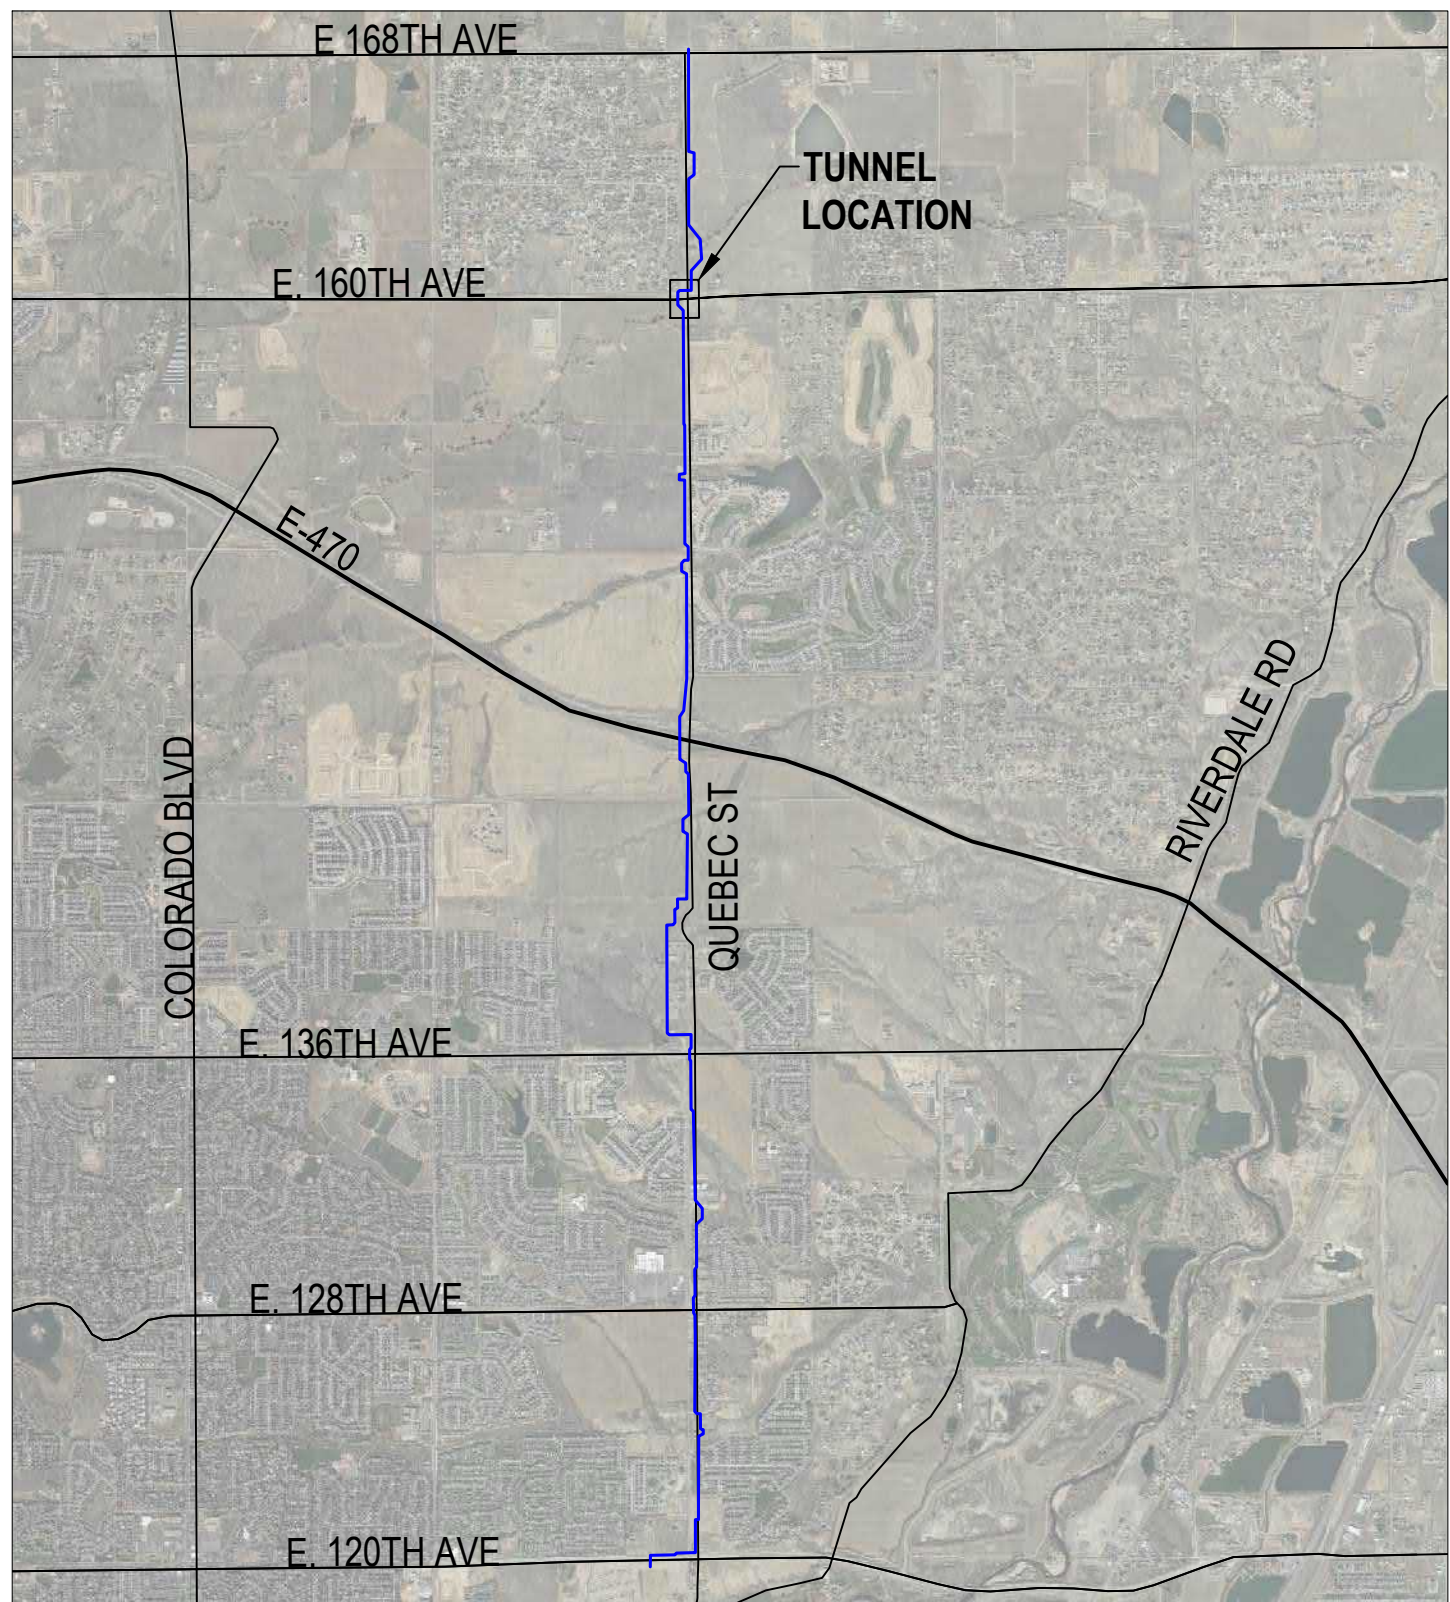 E 168TH AVE
TUNNEL
LOCATION
E. 160TH AVE
E-470
RIVERDALE RD
COLORADO BLVD
QUEBEC ST
E. 136TH AVE
E. 128TH AVE
E. 120TH AVE